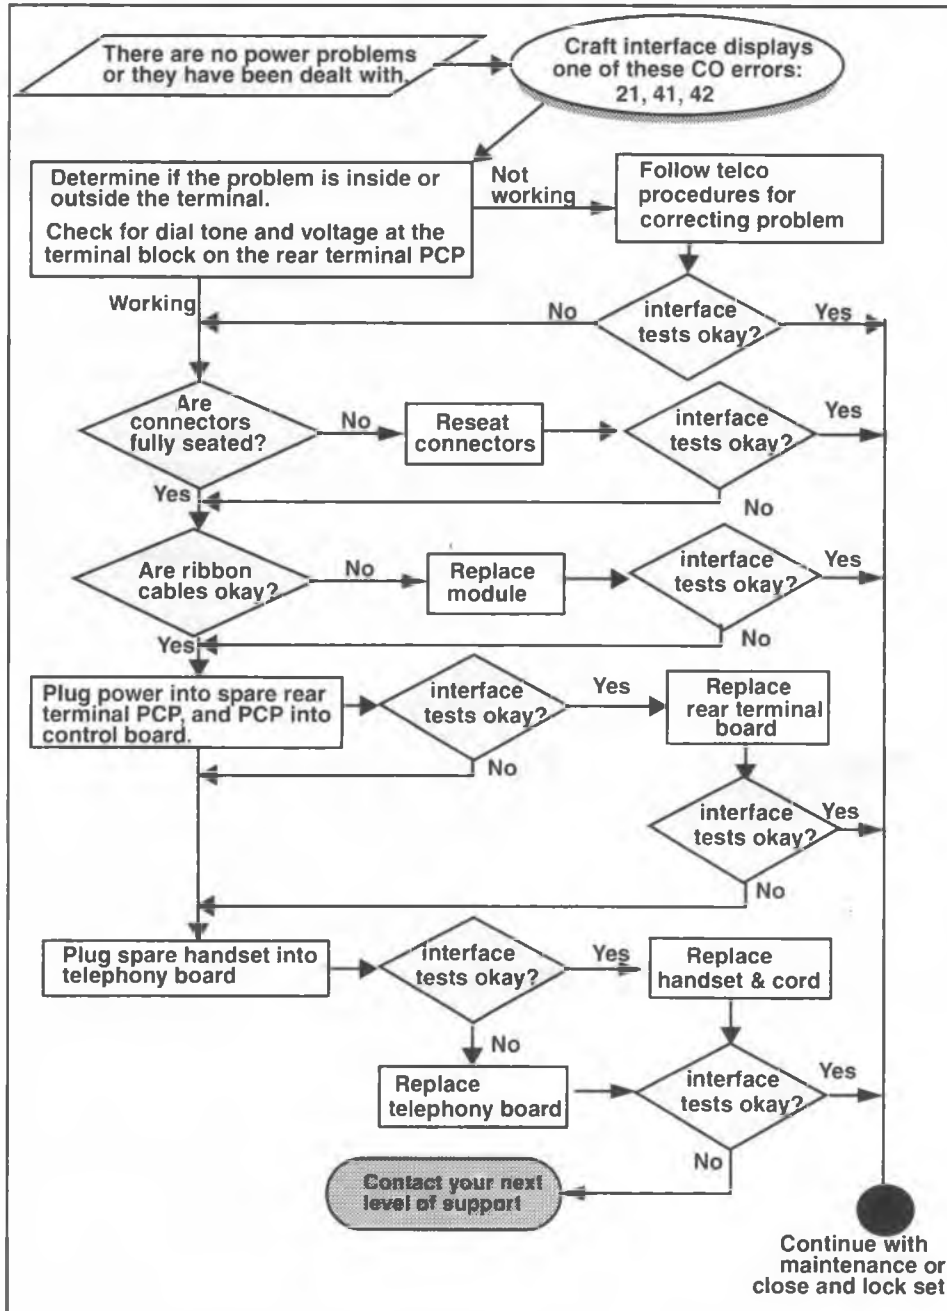 There are no power problems
or they have been dealt with.
Craft interface displays
one of these CO errors:
21, 41, 42
Determine if the problem is inside or
outside the terminal.
Check for dial tone and voltage at the
terminal block on the rear terminal PCP
Not
working
Follow telco
procedures for
correcting problem
Working
No
interface
tests okay?
Yes
Are
connectors
fully seated?
No
Reseat
connectors
interface
tests okay?
Yes
Yes
No
Are ribbon
cables okay?
No
Replace
module
interface
tests okay?
Yes
Yes
No
Plug power into spare rear
terminal PCP, and PCP into
control board.
interface
tests okay?
Yes
Replace
rear terminal
board
No
interface
tests okay?
Yes
No
Plug spare handset into
telephony board
interface
tests okay?
Yes
Replace
handset & cord
No
Replace
telephony board
interface
tests okay?
Yes
No
Contact your next
level of support
Continue with
maintenance or
close and lock set